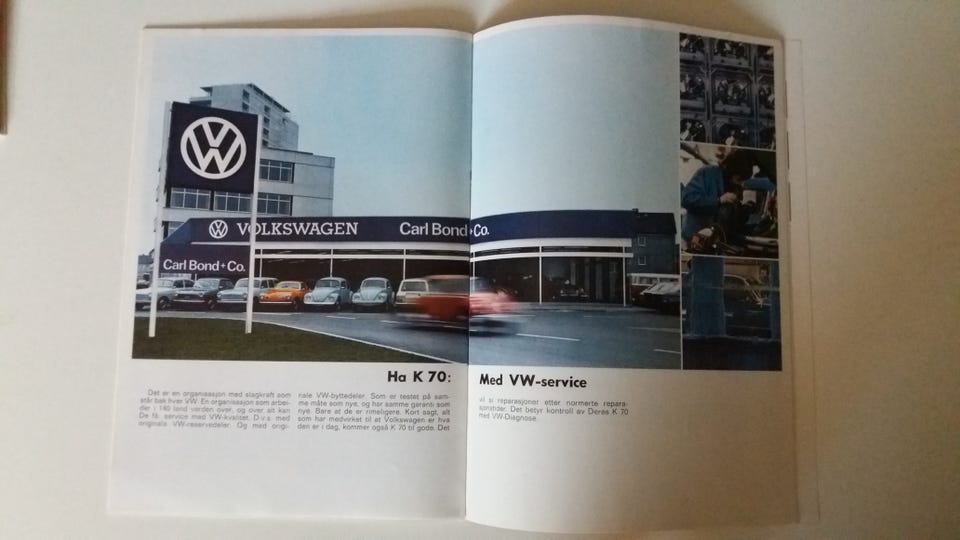 VW
VOLKSWAGEN
Carl Bond+Co.
Carl Bond+Co.
Ha K 70:
Det er en organisasjon med slagkraft som
står bak hver VW. En organisasjon som arbei-
der i 140 land verden over, og over alt kan
De få service med VW-kvalitet. D.v.s. med
originale VW-reservedeler. Og med origi-
nale VW-byttedeler. Som er testet på sam-
me måte som nye, og har samme garanti som
nye. Bare at de er rimeligere. Kort sagt, alt
som har medvirket til at Volkswagen er hva
den er i dag, kommer også K 70 til gode. Det
Med VW-service
vil si reparasjoner etter normerte repara-
sjonstider. Det betyr kontroll av Deres K 70
med VW-Diagnose.